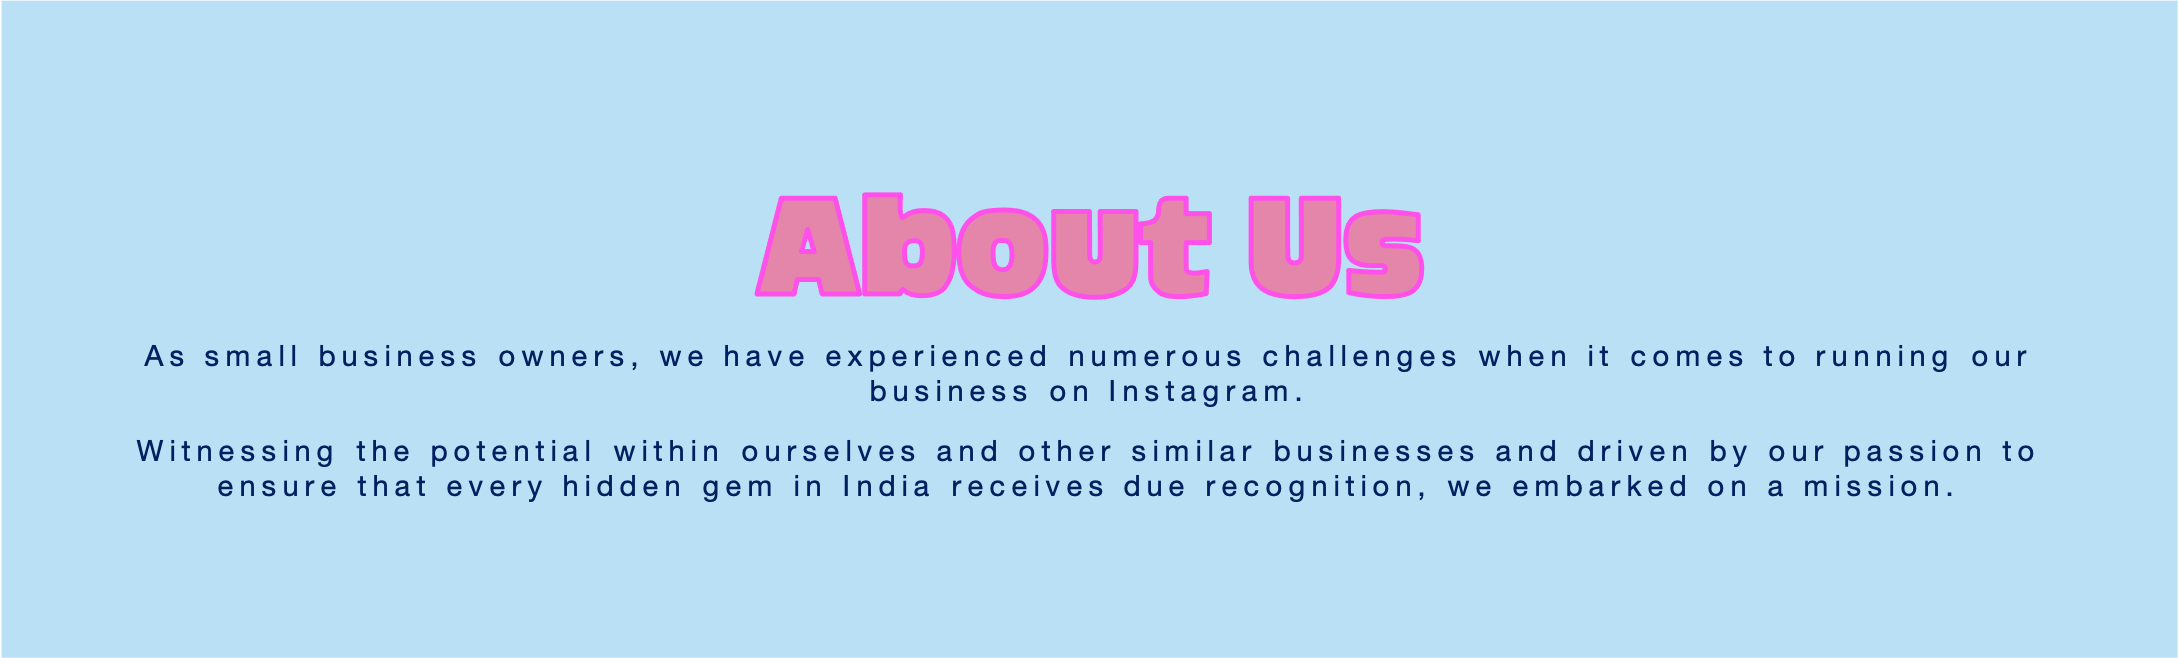 About Us
As small business owners, we have experienced numerous challenges when it comes to running our
business on Instagram.
Witnessing the potential within ourselves and other similar businesses and driven by our passion to
ensure that every hidden gem in India receives due recognition, we embarked on a mission.